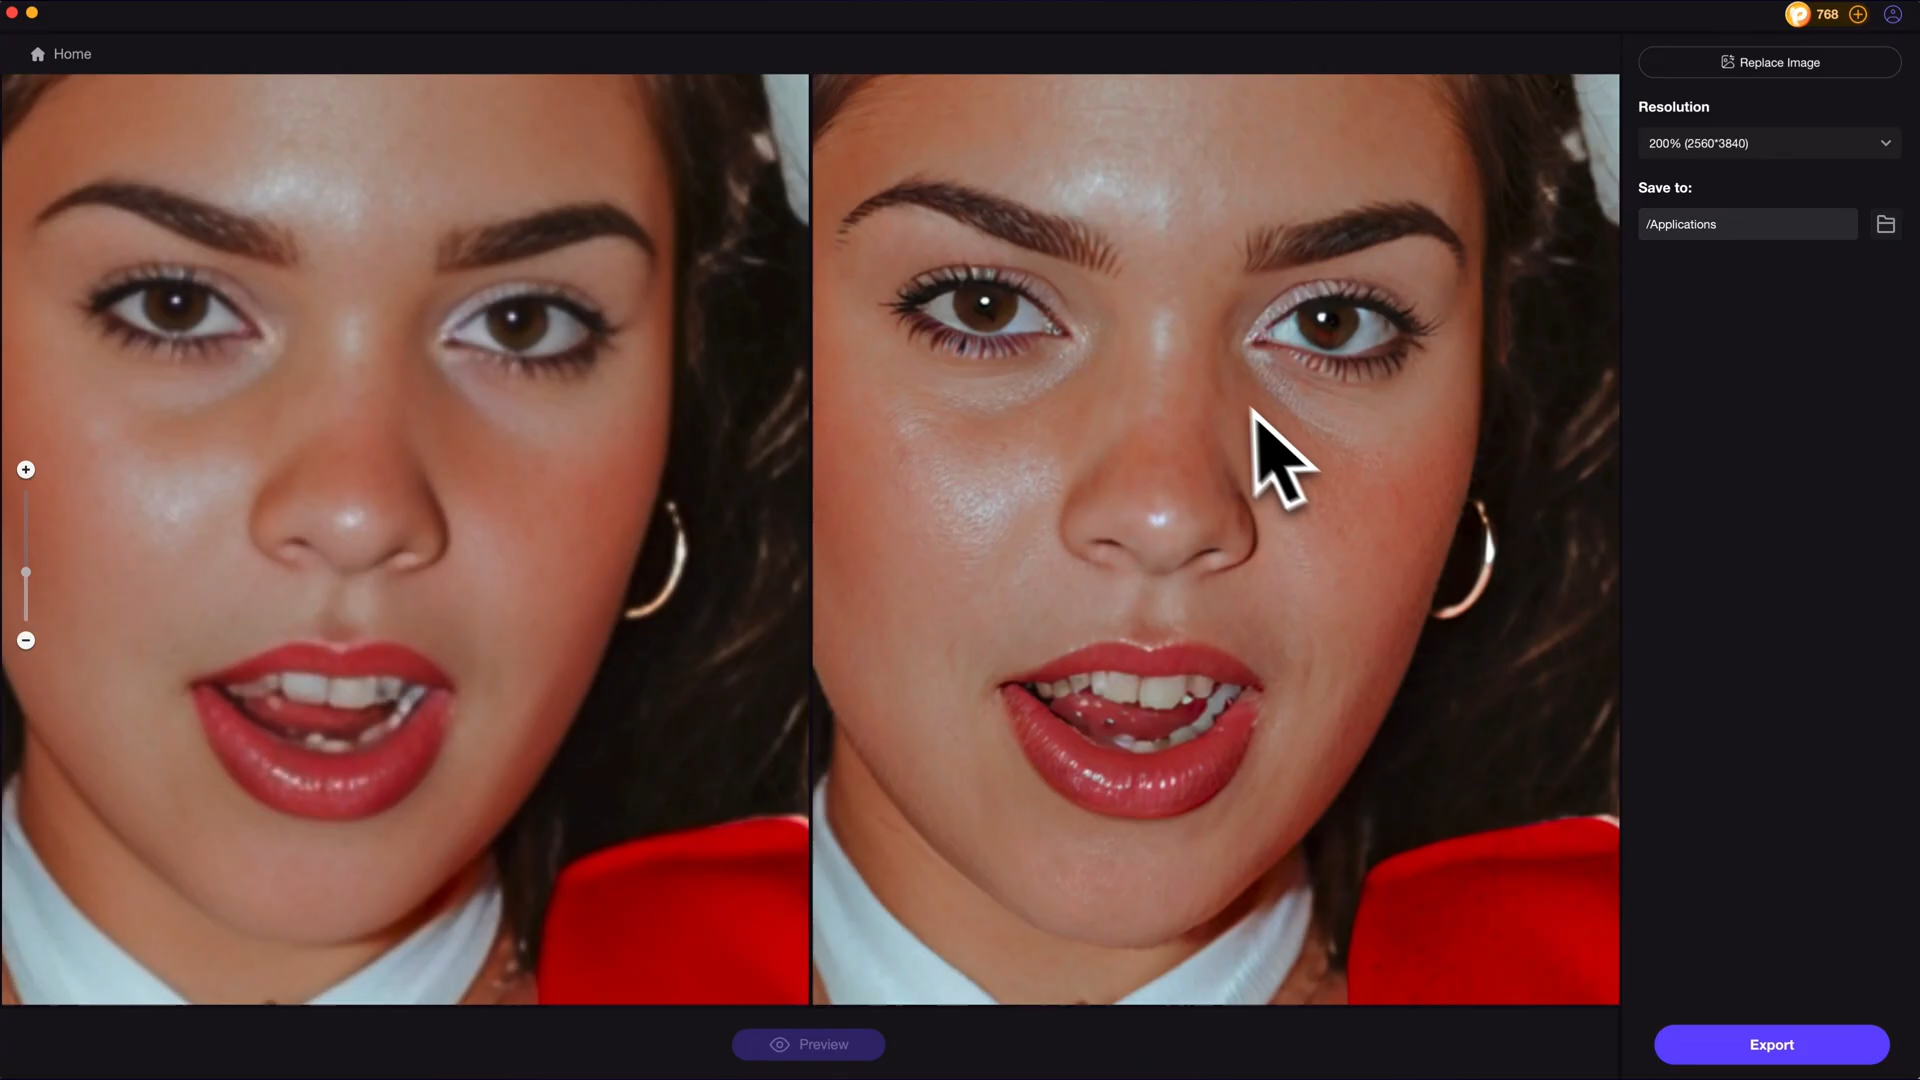 768
Home
Replace Image
Resolution
200% (2560*3840)
Save to:
/Applications
Preview
Export